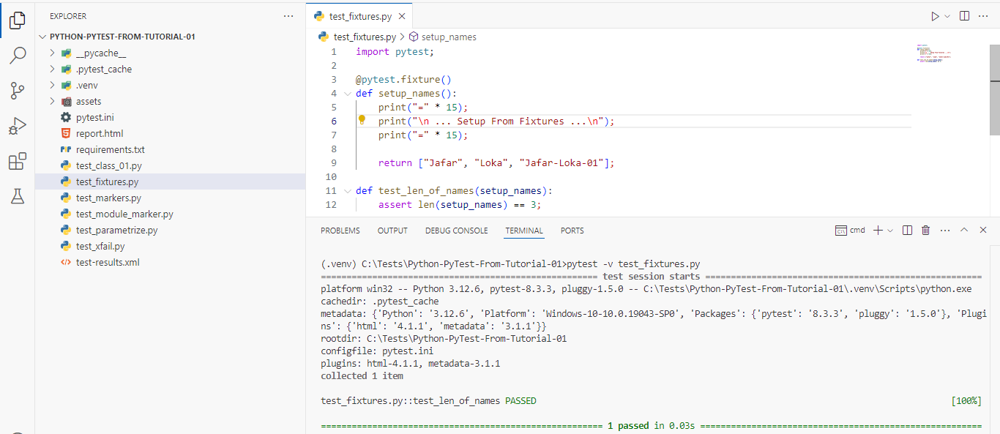 EXPLORER
PYTHON-PYTEST-FROM-TUTORIAL-01
__pycache__
.pytest_cache
.venv
assets
pytest.ini
report.html
requirements.txt
test_class_01.py
test_fixtures.py
test_markers.py
test_module_marker.py
test_parametrize.py
test_xfail.py
test-results.xml
test_fixtures.py
test_fixtures.py > setup_names
1 import pytest;
2
3 @pytest.fixture()
4 def setup_names():
5 print("=" * 15);
6 print("\n ... Setup From Fixtures ...\n");
7 print("=" * 15);
8
9 return ["Jafar", "Loka", "Jafar-Loka-01"];
10
11 def test_len_of_names(setup_names):
12 assert len(setup_names) == 3;
PROBLEMS OUTPUT DEBUG CONSOLE TERMINAL PORTS cmd
(.venv) C:\Tests\Python-PyTest-From-Tutorial-01>pytest -v test_fixtures.py
====================================================== test session starts ======================================================
platform win32 -- Python 3.12.6, pytest-8.3.3, pluggy-1.5.0 -- C:\Tests\Python-PyTest-From-Tutorial-01\.venv\Scripts\python.exe
cachedir: .pytest_cache
metadata: {'Python': '3.12.6', 'Platform': 'Windows-10-10.0.19043-SP0', 'Packages': {'pytest': '8.3.3', 'pluggy': '1.5.0'}, 'Plugi
ns': {'html': '4.1.1', 'metadata': '3.1.1'}}
rootdir: C:\Tests\Python-PyTest-From-Tutorial-01
configfile: pytest.ini
plugins: html-4.1.1, metadata-3.1.1
collected 1 item
test_fixtures.py::test_len_of_names PASSED [100%]
======================================================= 1 passed in 0.03s =======================================================